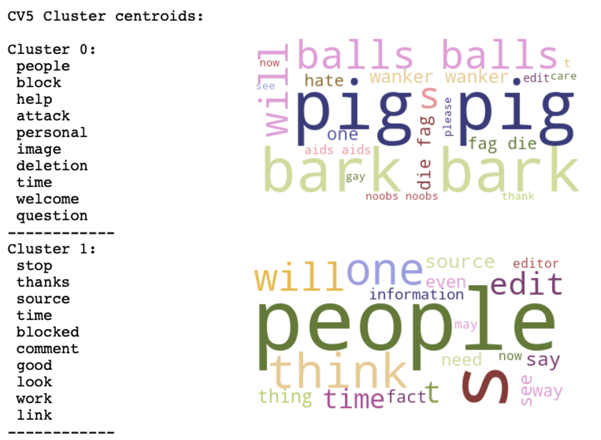 CV5 Cluster centroids:
Cluster 0:
people
block
help
attack
personal
image
deletion
time
welcome
question
------------
Cluster 1:
stop
thanks
source
time
blocked
comment
good
look
work
link
------------
now will balls balls t
see hate wanker wanker edit care
pigs s pig
one please
aids aids die fag fag die
bark gay bark
noobs noobs thank
will one source editor
even edit
information
people
may
think need now say
thing time fact t s see way